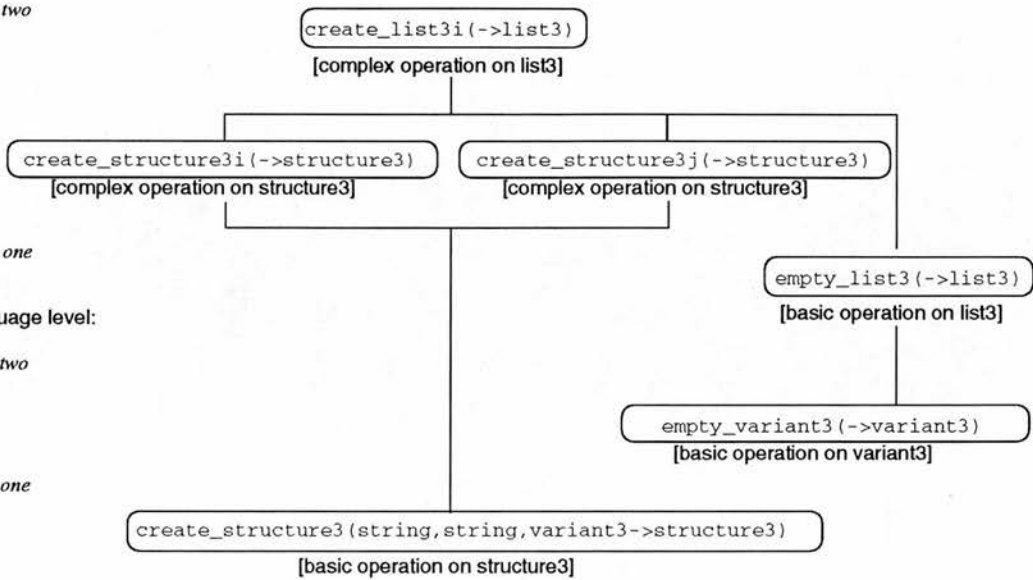 two
create_list3i(->list3)
[complex operation on list3]
create_structure3i(->structure3)
create_structure3j(->structure3)
[complex operation on structure3]
[complex operation on structure3]
one
empty_list3(->list3)
[basic operation on list3]
uage level:
two
empty_variant3(->variant3)
[basic operation on variant3]
one
create_structure3(string,string,variant3->structure3)
[basic operation on structure3]